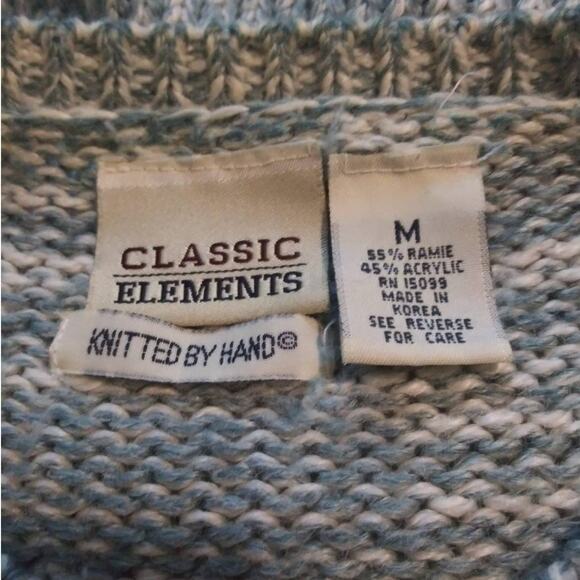 CLASSIC
ELEMENTS
KNITTED BY HAND©
M
55% RAMIE
45% ACRYLIC
RN 15099
MADE IN
KOREA
SEE REVERSE
FOR CARE